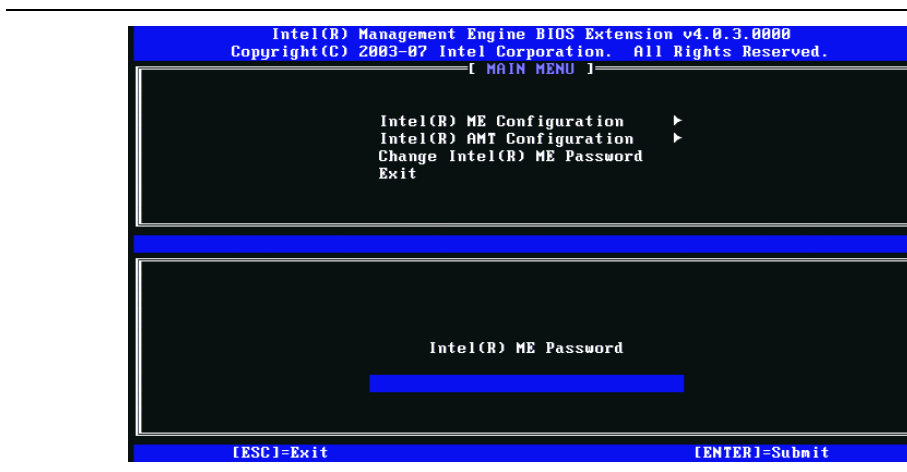 Intel(R) Management Engine BIOS Extension v4.0.3.0000
Copyright(C) 2003-07 Intel Corporation. All Rights Reserved.
[ MAIN MENU ]
Intel(R) ME Configuration ►
Intel(R) AMT Configuration ►
Change Intel(R) ME Password
Exit
Intel(R) ME Password
[ESC]=Exit [ENTER]=Submit